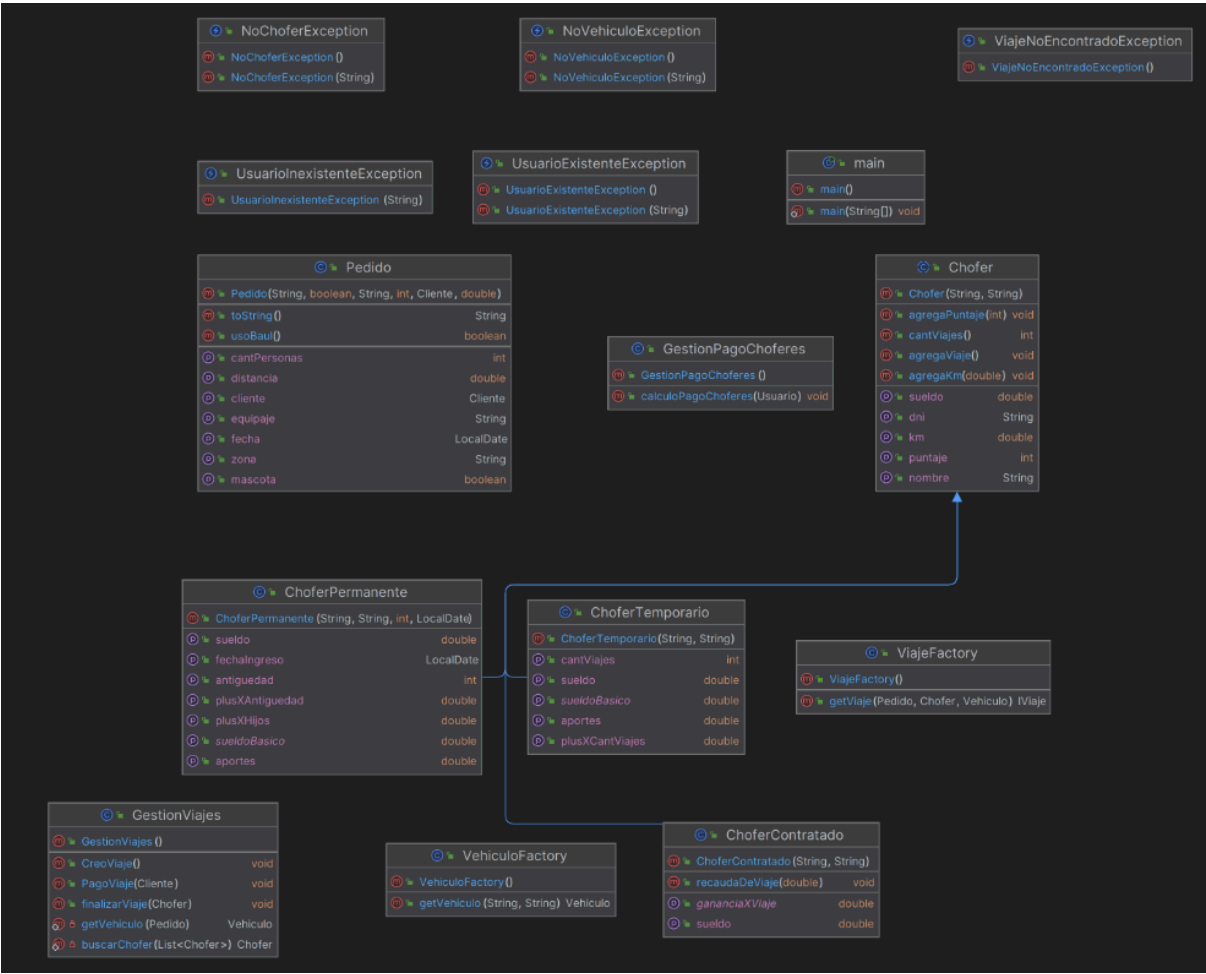 NoChoferException
NoChoferException ()
NoChoferException (String)
NoVehiculoException
NoVehiculoException ()
NoVehiculoException (String)
ViajeNoEncontradoException
ViajeNoEncontradoException ()
UsuarioInexistenteException
UsuarioInexistenteException (String)
UsuarioExistenteException
UsuarioExistenteException ()
UsuarioExistenteException (String)
main
main()
main(String[]) void
Pedido
Pedido(String, boolean, String, int, Cliente, double)
toString() String
usoBaul() boolean
cantPersonas int
distancia double
cliente Cliente
equipaje String
fecha LocalDate
zona String
mascota boolean
GestionPagoChoferes
GestionPagoChoferes ()
calculoPagoChoferes(Usuario) void
Chofer
Chofer(String, String)
agregaPuntaje(int) void
cantViajes() int
agregaViaje() void
agregaKm(double) void
sueldo double
dni String
km double
puntaje int
nombre String
ChoferPermanente
ChoferPermanente (String, String, int, LocalDate)
sueldo double
fechaIngreso LocalDate
antiguedad int
plusXAntiguedad double
plusXHijos double
sueldoBasico double
aportes double
ChoferTemporario
ChoferTemporario(String, String)
cantViajes int
sueldo double
sueldoBasico double
aportes double
plusXCantViajes double
ViajeFactory
ViajeFactory()
getViaje(Pedido, Chofer, Vehiculo) IViaje
GestionViajes
GestionViajes ()
CreoViaje() void
PagoViaje(Cliente) void
finalizarViaje(Chofer) void
getVehiculo (Pedido) Vehiculo
buscarChofer(List<Chofer>) Chofer
VehiculoFactory
VehiculoFactory()
getVehiculo (String, String) Vehiculo
ChoferContratado
ChoferContratado(String, String)
recaudaDeViaje(double) void
gananciaXViaje double
sueldo double